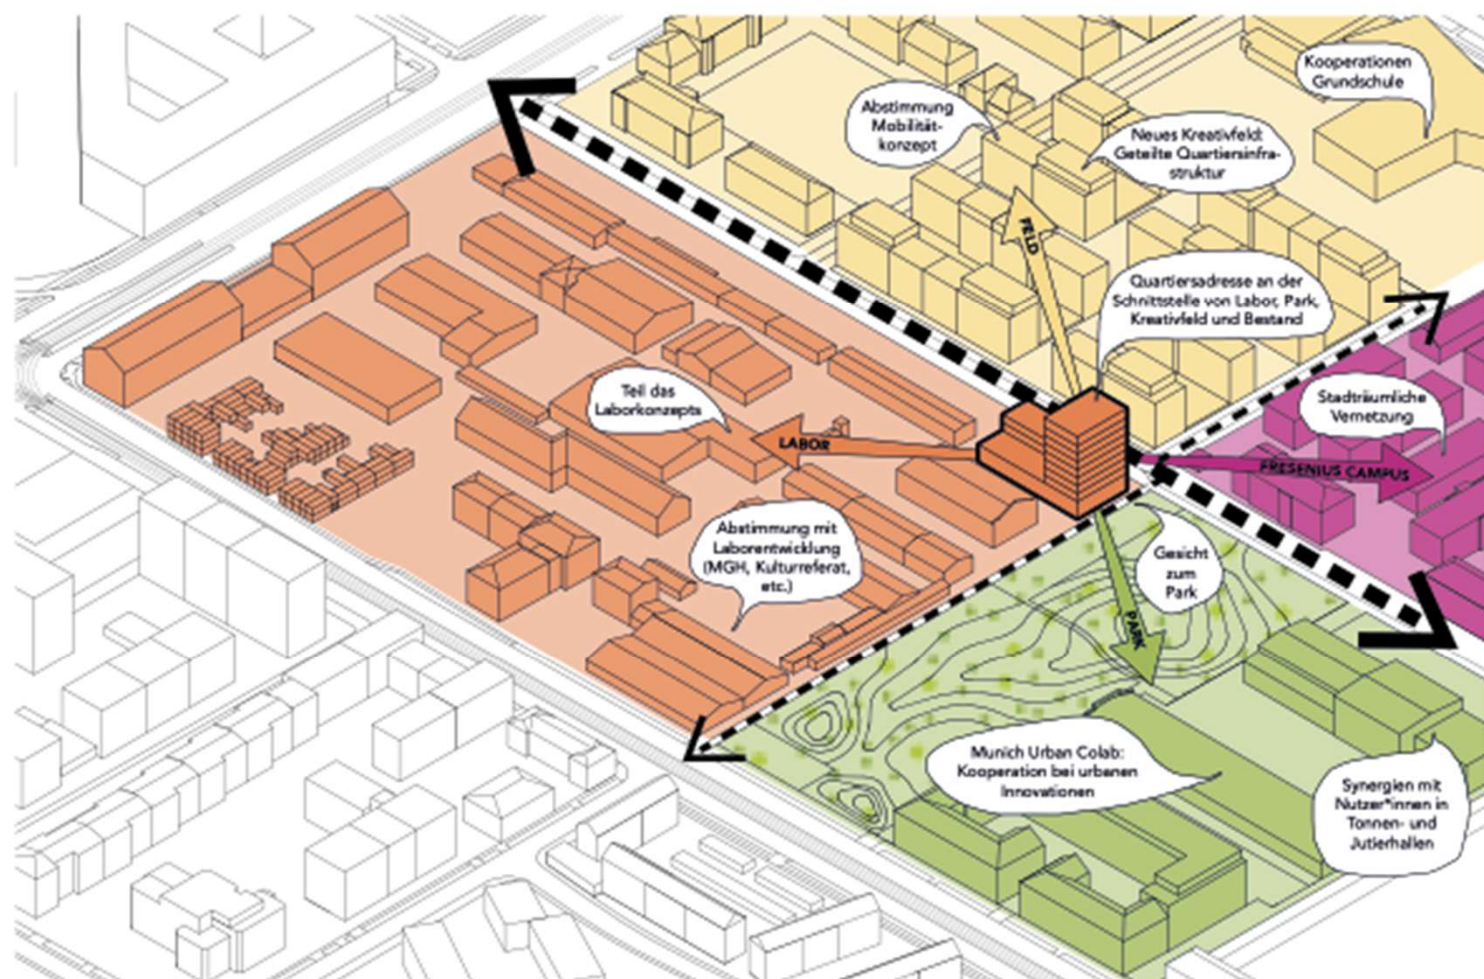 Kooperationen
Grundschule
Abstimmung
Mobilität-
konzept
Neues Kreativfeld:
Geteilte Quartiersinfra-
struktur
FELD
Quartiersadresse an der
Schnittstelle von Labor, Park,
Kreativfeld und Bestand
Teil das
Laborkonzepts
LABOR
Stadträumliche
Vernetzung
FRESENIUS CAMPUS
Abstimmung mit
Laborentwicklung
(MGH, Kulturreferat,
etc.)
Gesicht
zum
Park
PARK
Munich Urban Colab:
Kooperation bei urbanen
Innovationen
Synergien mit
Nutzer*innen in
Tonnen- und
Jutierhallen